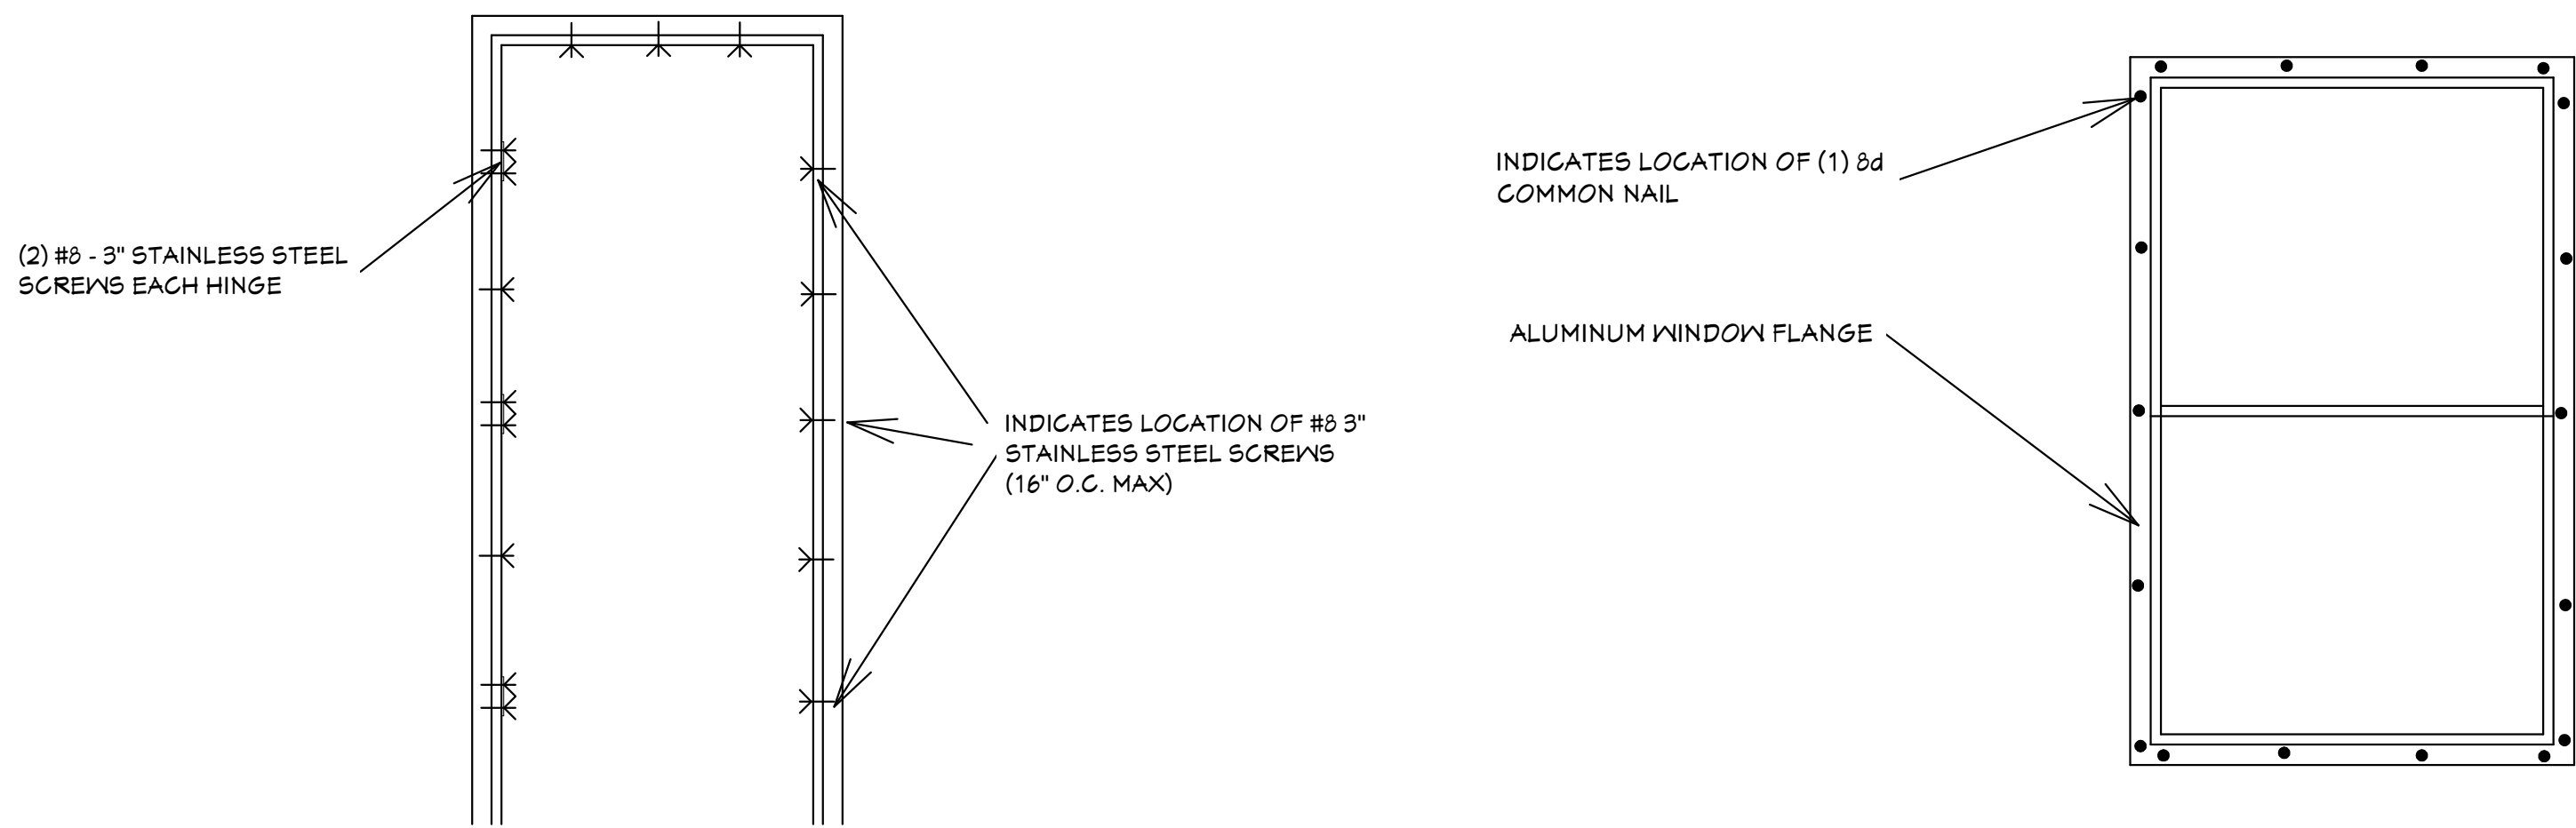 (2) #8 - 3" STAINLESS STEEL
SCREWS EACH HINGE
INDICATES LOCATION OF #8 3"
STAINLESS STEEL SCREWS
(16" O.C. MAX)
INDICATES LOCATION OF (1) 8d
COMMON NAIL
ALUMINUM WINDOW FLANGE